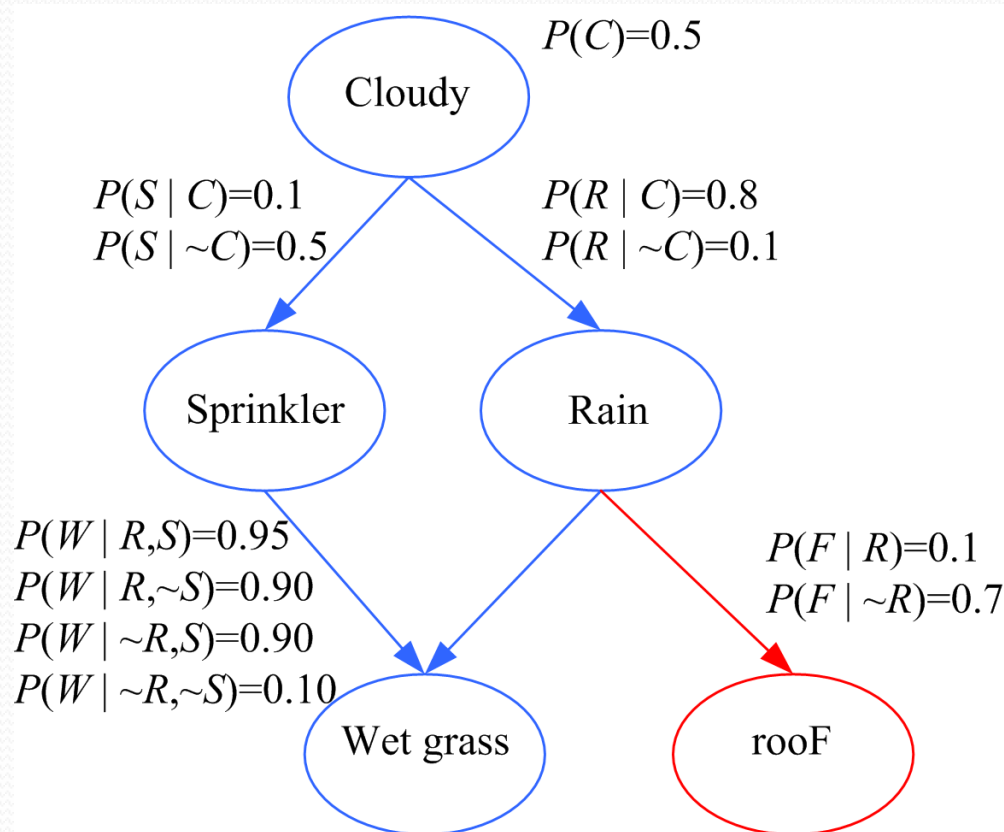 P(C)=0.5
Cloudy
P(S | C)=0.1
P(S | ~C)=0.5
P(R | C)=0.8
P(R | ~C)=0.1
Sprinkler
Rain
P(W | R,S)=0.95
P(W | R,~S)=0.90
P(W | ~R,S)=0.90
P(W | ~R,~S)=0.10
P(F | R)=0.1
P(F | ~R)=0.7
Wet grass
rooF